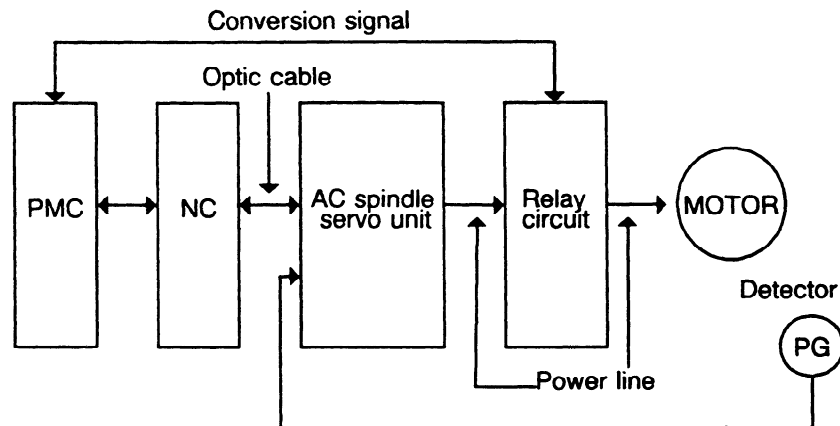 Conversion signal
Optic cable
PMC
NC
AC spindle
servo unit
Relay
circuit
MOTOR
Detector
PG
Power line